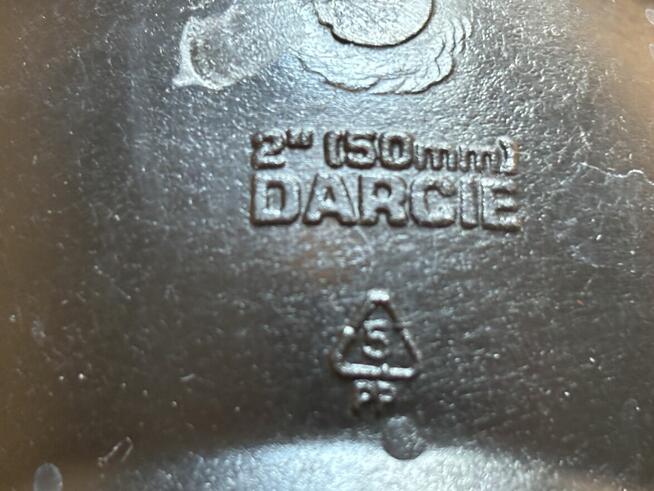 2" (50mm)
DARCIE
5
PP